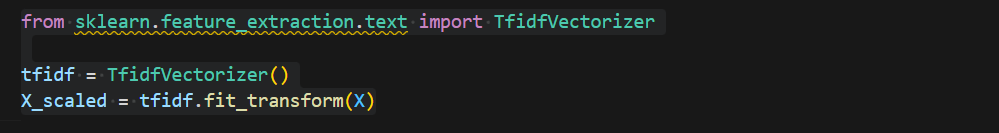 from sklearn.feature_extraction.text import TfidfVectorizer
tfidf = TfidfVectorizer()
X_scaled = tfidf.fit_transform(X)